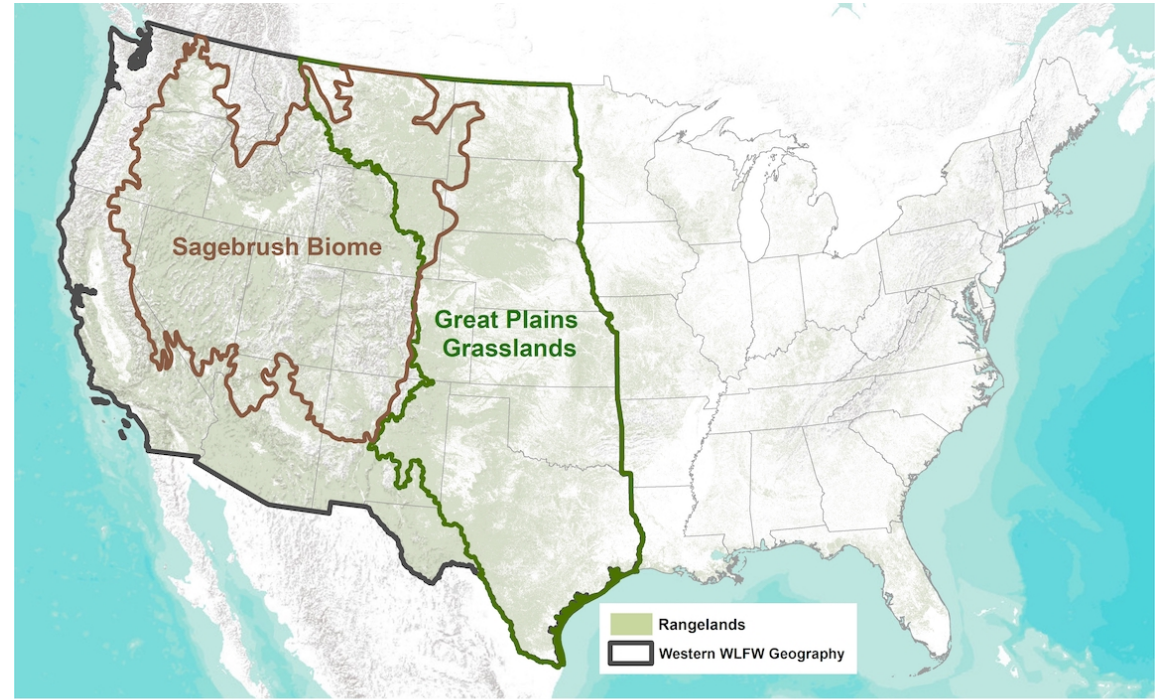 Sagebrush Biome
Great Plains
Grasslands
Rangelands
Western WLFW Geography